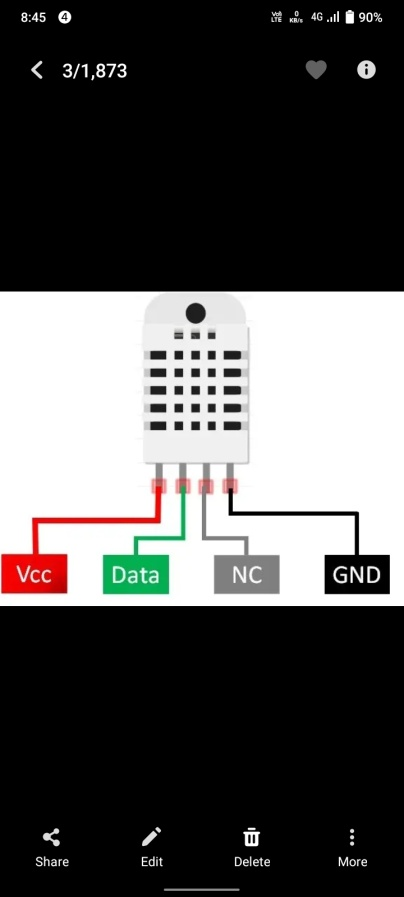 8:45 4 Vo) LTE 0 KB/s 4G 90%
3/1,873
Vcc Data NC GND
Share Edit Delete More